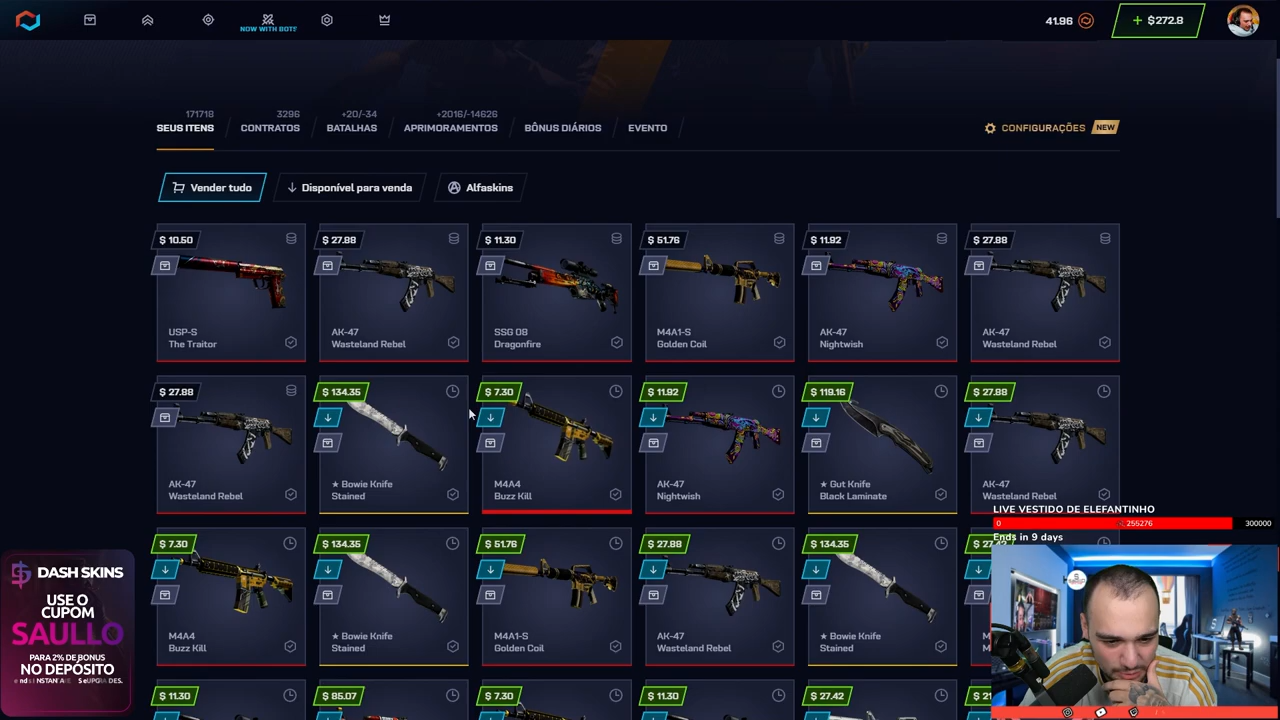 NOW WITH BOTS!
41.96
+ $272.8
171718
3296
+20/-34
+2016/-14626
SEUS ITENS
CONTRATOS
BATALHAS
APRIMORAMENTOS
BÔNUS DIÁRIOS
EVENTO
CONFIGURAÇÕES
NEW
Vender tudo
Disponível para venda
Alfaskins
$ 10.50
$ 27.88
$ 11.30
$ 51.76
$ 11.92
$ 27.88
USP-S
The Traitor
AK-47
Wasteland Rebel
SSG 08
Dragonfire
M4A1-S
Golden Coil
AK-47
Nightwish
AK-47
Wasteland Rebel
$ 27.88
$ 134.35
$ 7.30
$ 11.92
$ 119.16
$ 27.88
AK-47
Wasteland Rebel
★ Bowie Knife
Stained
M4A4
Buzz Kill
AK-47
Nightwish
★ Gut Knife
Black Laminate
AK-47
Wasteland Rebel
LIVE VESTIDO DE ELEFANTINHO
0
255276
300000
Ends in 9 days
$ 7.30
$ 134.35
$ 51.76
$ 27.88
$ 134.35
M4A4
Buzz Kill
★ Bowie Knife
Stained
M4A1-S
Golden Coil
AK-47
Wasteland Rebel
★ Bowie Knife
Stained
$ 11.30
$ 85.07
$ 7.30
$ 11.30
$ 27.42
DASH SKINS
USE O
CUPOM
SAULLO
PARA 2% DE BONUS
NO DEPÓSITO